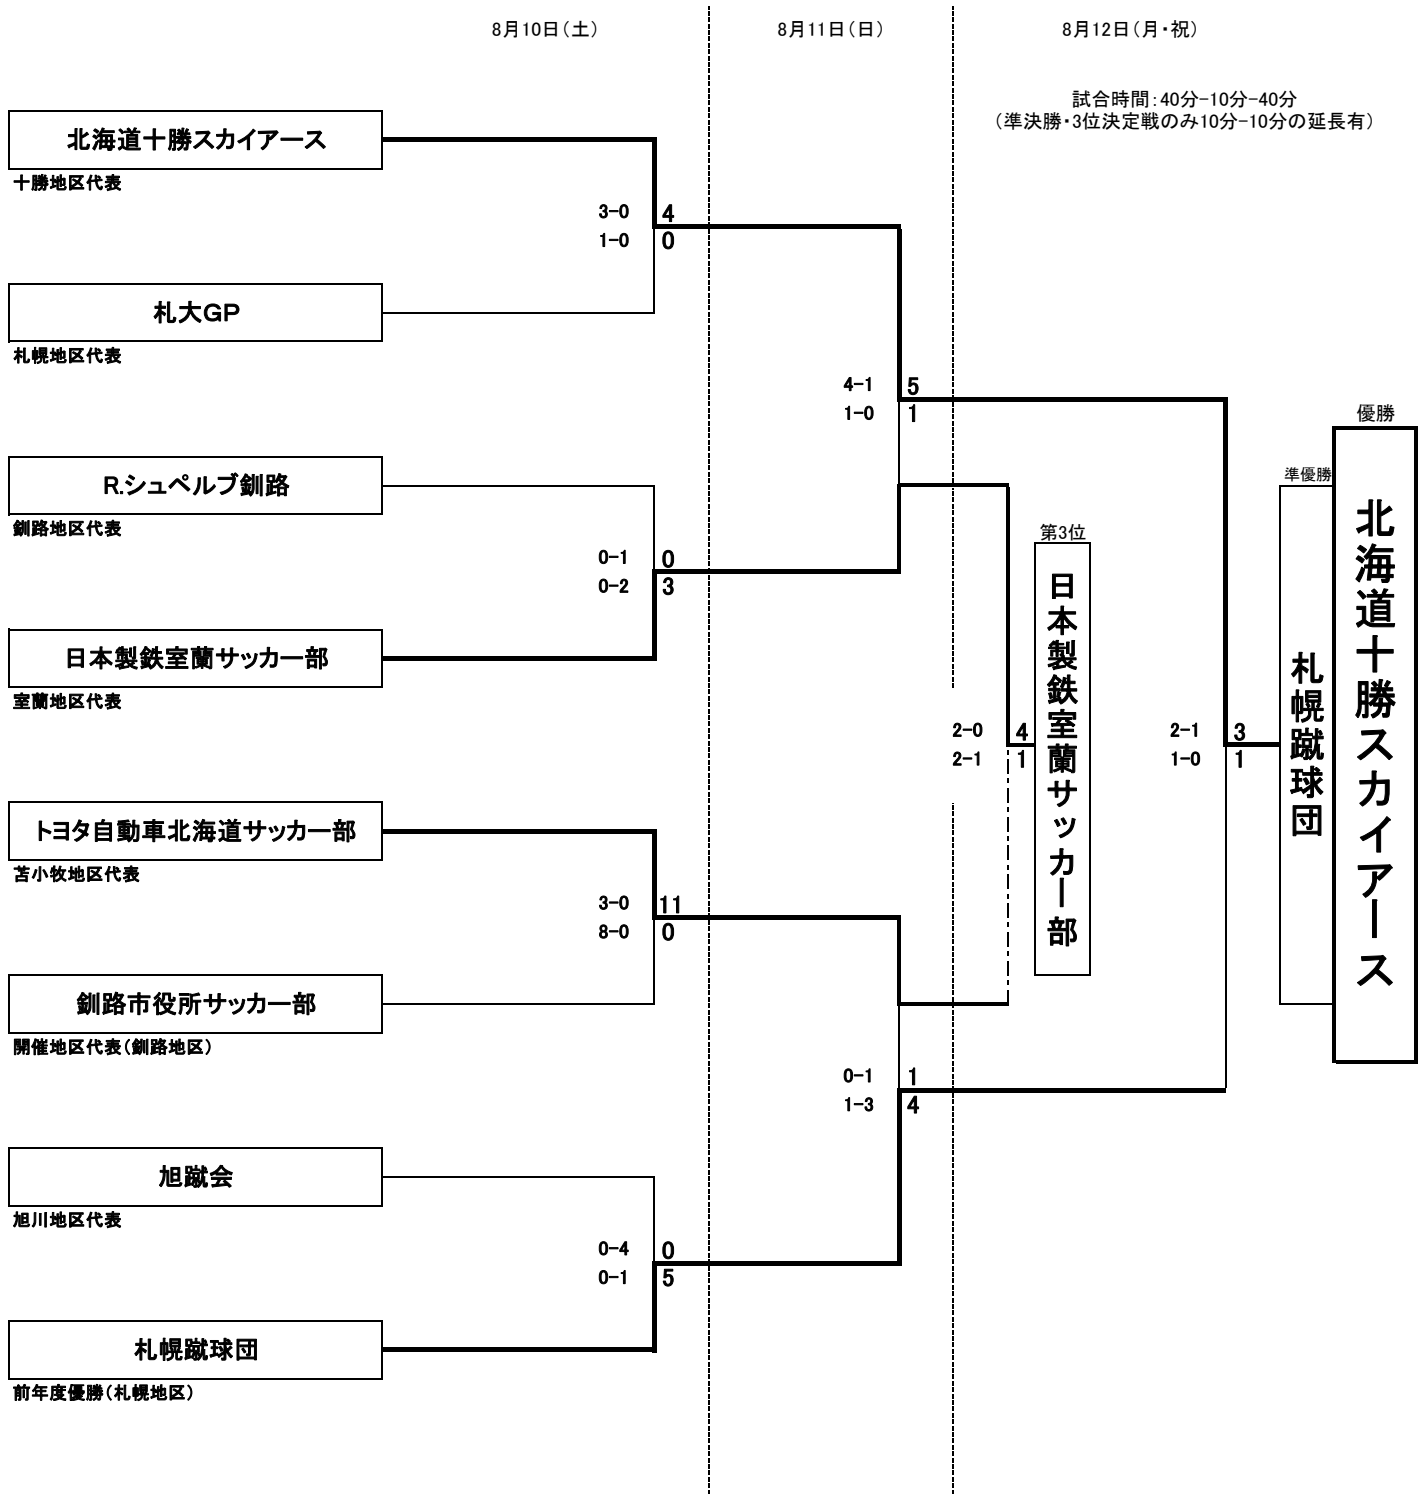 8月10日(土)
8月11日(日)
8月12日(月・祝)
試合時間:40分-10分-40分
(準決勝・3位決定戦のみ10分-10分の延長有)
北海道十勝スカイアース
十勝地区代表
3-0 4
1-0 0
札大GP
札幌地区代表
4-1 5
1-0 1
R.シュペルブ釧路
釧路地区代表
0-1 0
0-2 3
日本製鉄室蘭サッカー部
室蘭地区代表
2-0 4
2-1 1
第3位
日本製鉄室蘭サッカー部
2-1 3
1-0 1
準優勝
札幌蹴球団
優勝
北海道十勝スカイアース
トヨタ自動車北海道サッカー部
苫小牧地区代表
3-0 11
8-0 0
釧路市役所サッカー部
開催地区代表(釧路地区)
0-1 1
1-3 4
旭蹴会
旭川地区代表
0-4 0
0-1 5
札幌蹴球団
前年度優勝(札幌地区)